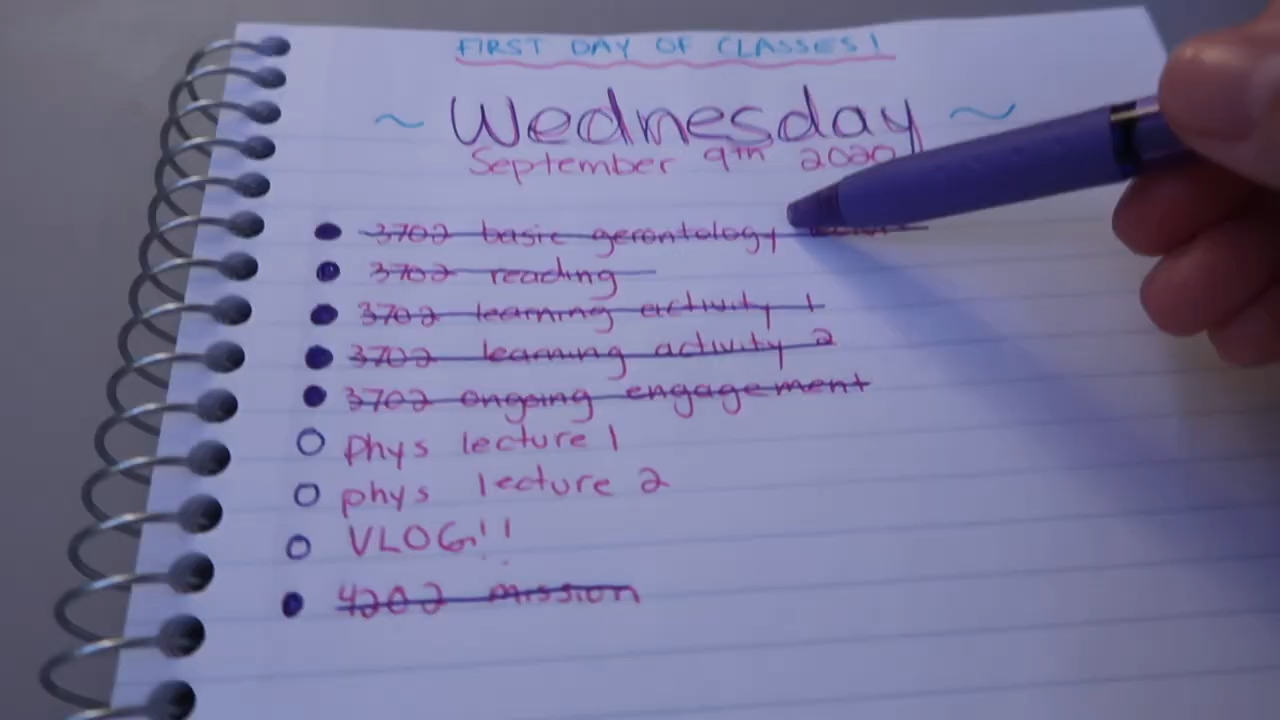 FIRST DAY OF CLASSES!
~ Wednesday ~
September 9th 2020
3702 basic gerontology
3702 reading
3702 learning activity 1
3702 learning activity 2
3702 ongoing engagement
phys lecture 1
phys lecture 2
VLOG!!
4202 mission